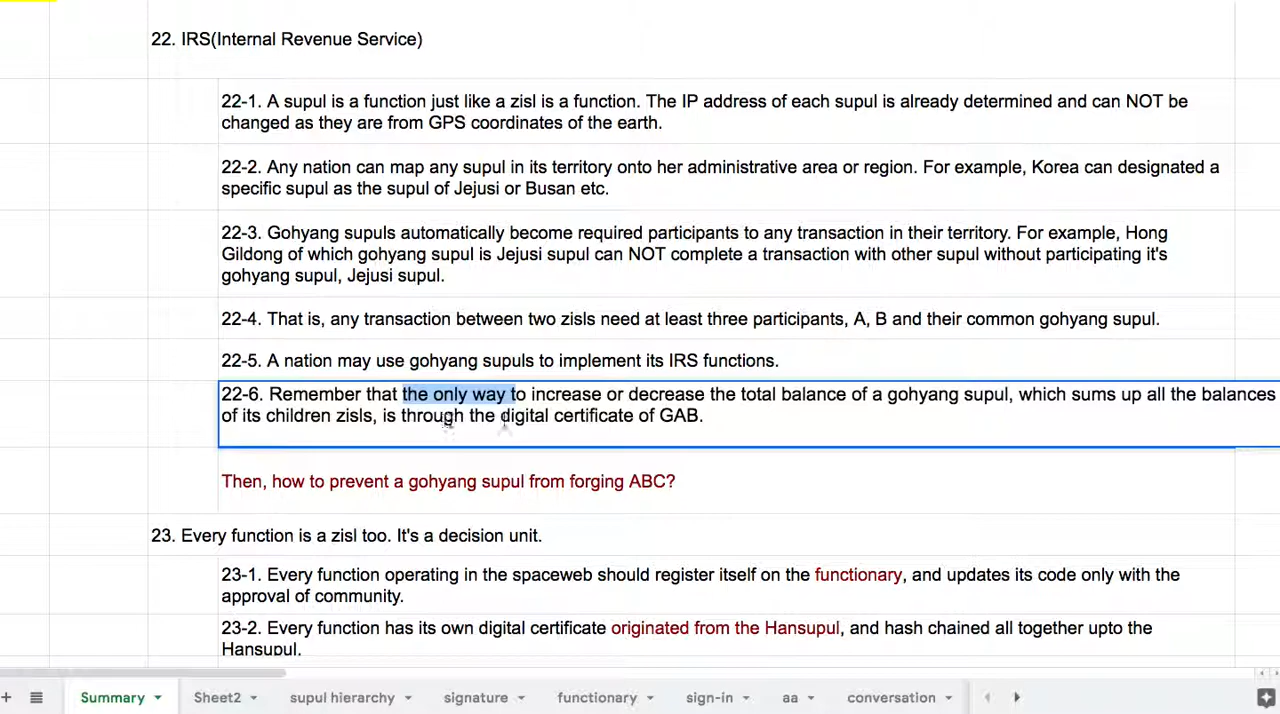 22. IRS(Internal Revenue Service)
22-1. A supul is a function just like a zisl is a function. The IP address of each supul is already determined and can NOT be
changed as they are from GPS coordinates of the earth.
22-2. Any nation can map any supul in its territory onto her administrative area or region. For example, Korea can designated a
specific supul as the supul of Jejusi or Busan etc.
22-3. Gohyang supuls automatically become required participants to any transaction in their territory. For example, Hong
Gildong of which gohyang supul is Jejusi supul can NOT complete a transaction with other supul without participating it's
gohyang supul, Jejusi supul.
22-4. That is, any transaction between two zisls need at least three participants, A, B and their common gohyang supul.
22-5. A nation may use gohyang supuls to implement its IRS functions.
22-6. Remember that the only way to increase or decrease the total balance of a gohyang supul, which sums up all the balances
of its children zisls, is through the digital certificate of GAB.
Then, how to prevent a gohyang supul from forging ABC?
23. Every function is a zisl too. It's a decision unit.
23-1. Every function operating in the spaceweb should register itself on the functionary, and updates its code only with the
approval of community.
23-2. Every function has its own digital certificate originated from the Hansupul, and hash chained all together upto the
Hansupul.
Summary Sheet2 supul hierarchy signature functionary sign-in aa conversation